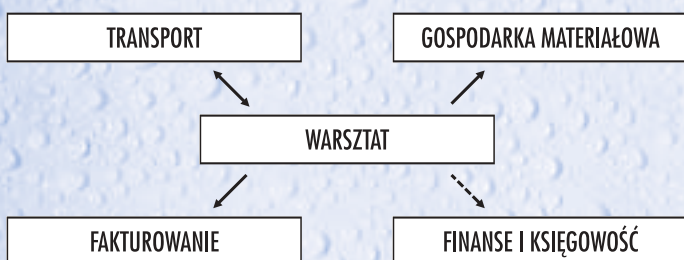 TRANSPORT
GOSPODARKA MATERIAŁOWA
WARSZTAT
FAKTUROWANIE
FINANSE I KSIĘGOWOŚĆ